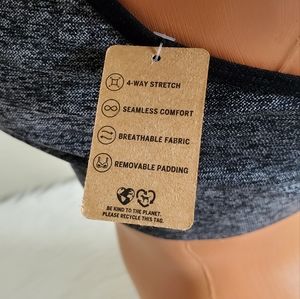 4-WAY STRETCH
SEAMLESS COMFORT
BREATHABLE FABRIC
REMOVABLE PADDING
BE KIND TO THE PLANET.
PLEASE RECYCLE THIS TAG.